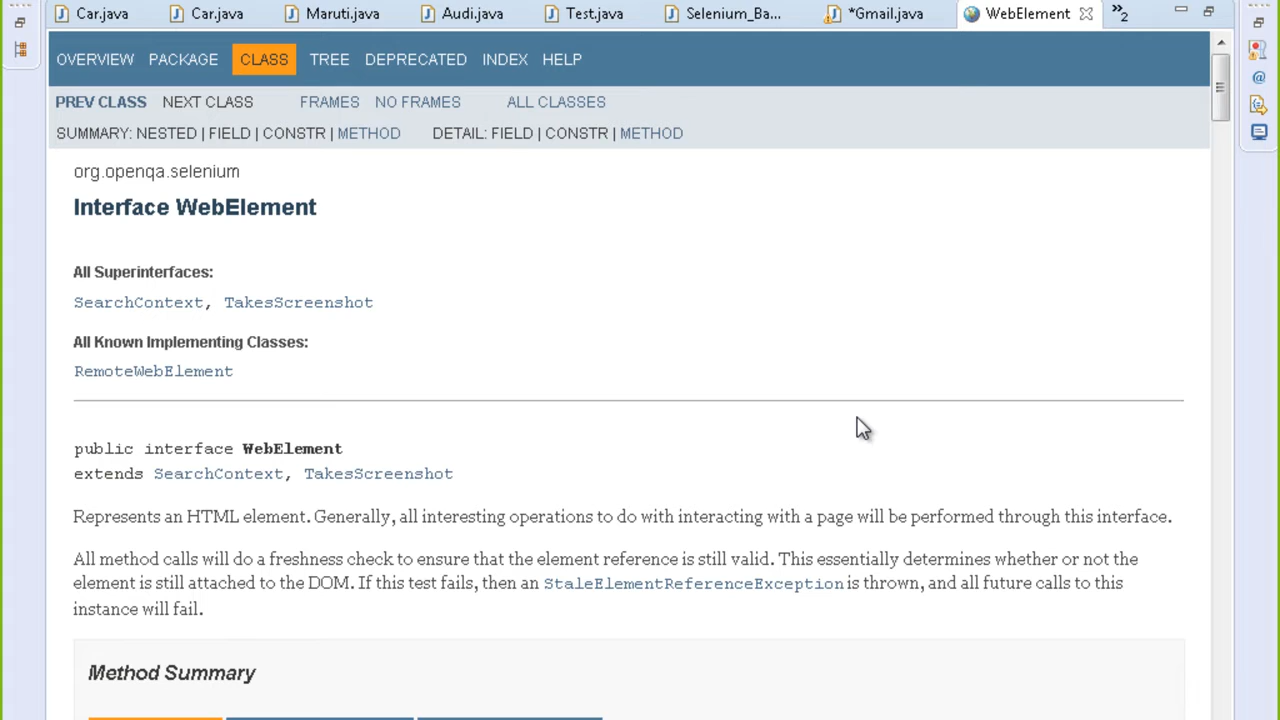 Car.java Car.java Maruti.java Audi.java Test.java Selenium_Ba... *Gmail.java WebElement »2
OVERVIEW PACKAGE CLASS TREE DEPRECATED INDEX HELP
PREV CLASS NEXT CLASS FRAMES NO FRAMES ALL CLASSES
SUMMARY: NESTED | FIELD | CONSTR | METHOD DETAIL: FIELD | CONSTR | METHOD
org.openqa.selenium
Interface WebElement
All Superinterfaces:
SearchContext, TakesScreenshot
All Known Implementing Classes:
RemoteWebElement
public interface WebElement
extends SearchContext, TakesScreenshot
Represents an HTML element. Generally, all interesting operations to do with interacting with a page will be performed through this interface.
All method calls will do a freshness check to ensure that the element reference is still valid. This essentially determines whether or not the
element is still attached to the DOM. If this test fails, then an StaleElementReferenceException is thrown, and all future calls to this
instance will fail.
Method Summary